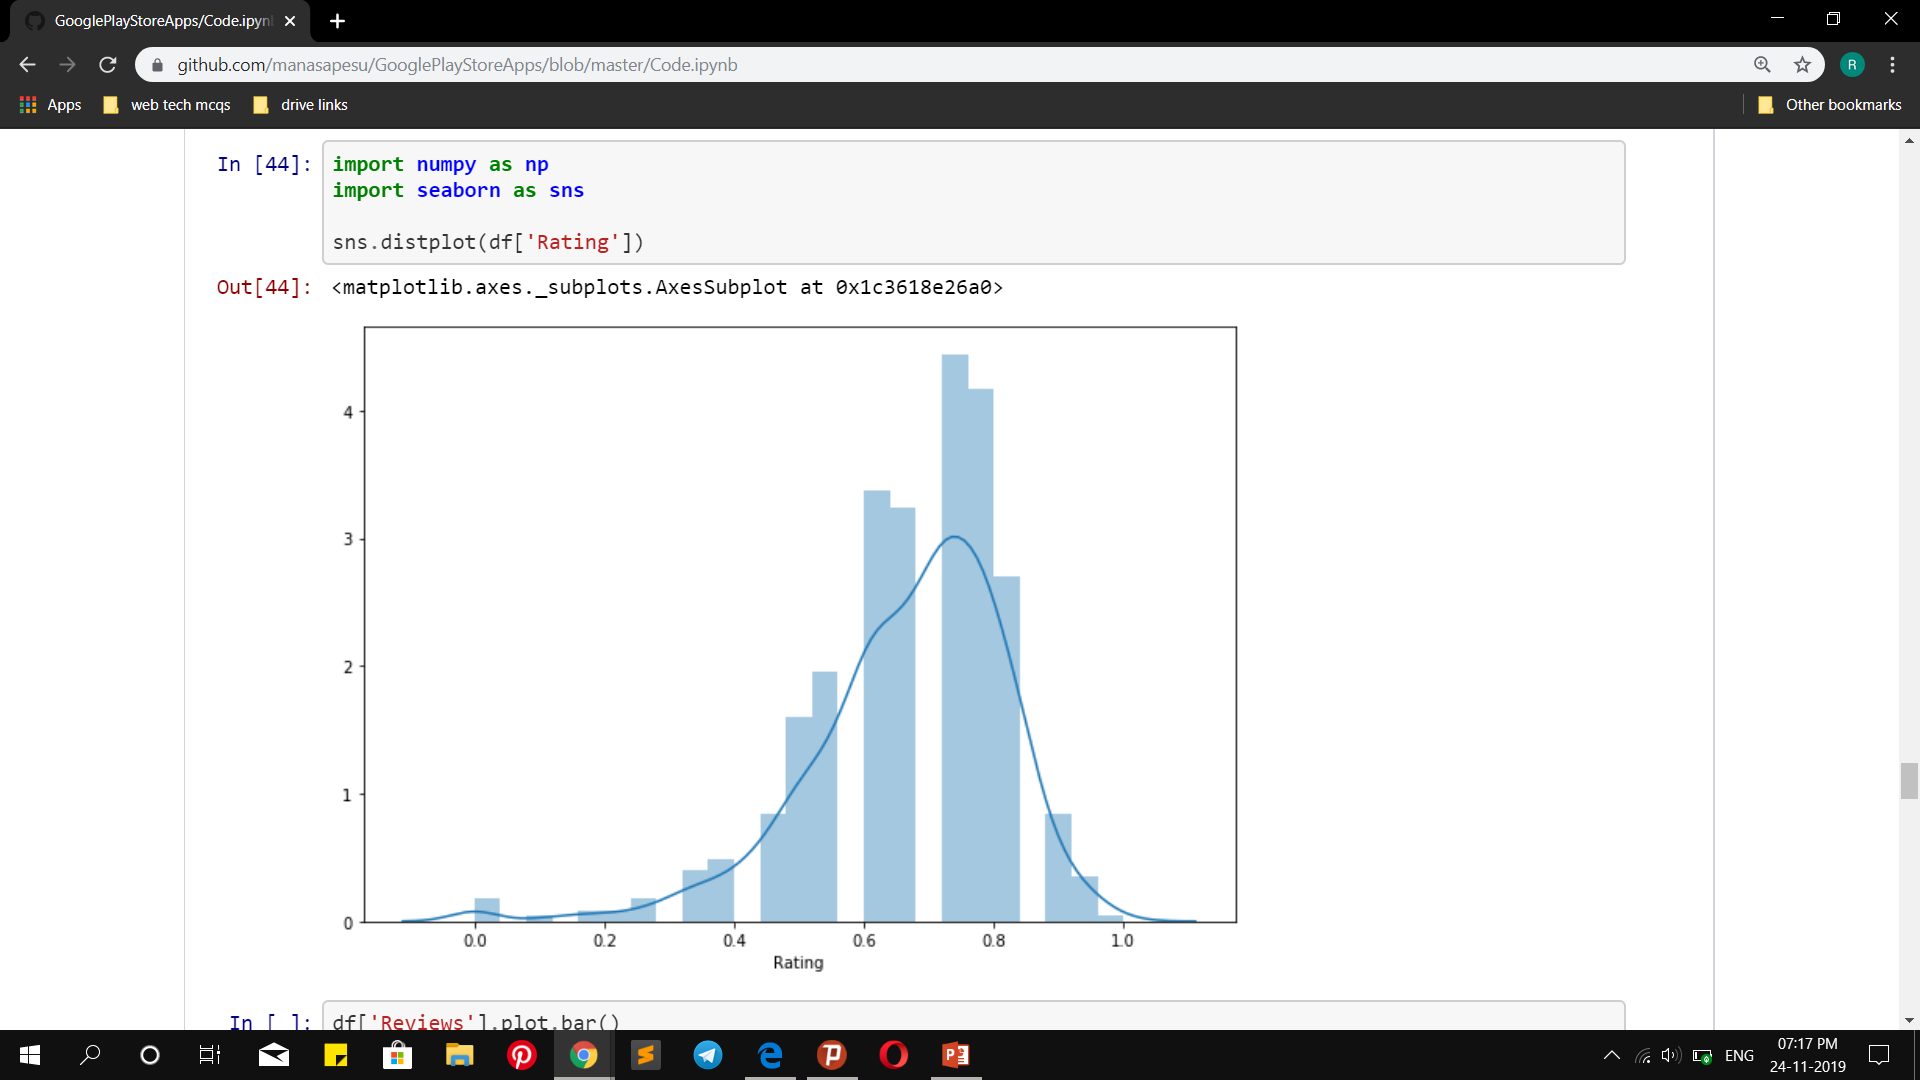 GooglePlayStoreApps/Code.ipyn
github.com/manasapesu/GooglePlayStoreApps/blob/master/Code.ipynb
R
Apps
web tech mcqs
drive links
Other bookmarks
In [44]:
import numpy as np
import seaborn as sns
sns.distplot(df['Rating'])
Out[44]: <matplotlib.axes._subplots.AxesSubplot at 0x1c3618e26a0>
4
3
2
1
0
0.0 0.2 0.4 0.6 0.8 1.0
Rating
In [ ]: df['Reviews'].plot.bar()
ENG
07:17 PM
24-11-2019